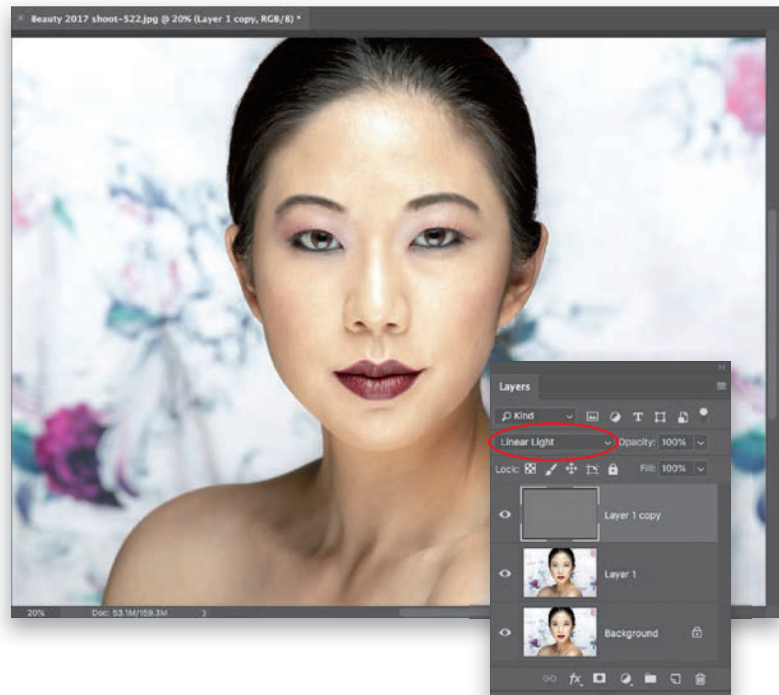 × Beauty 2017 shoot-522.jpg @ 20% (Layer 1 copy, RGB/8) *
Layers
Kind
Linear Light Opacity: 100%
Lock: Fill: 100%
Layer 1 copy
Layer 1
Background
fx
20% Doc: 53.1M/159.3M